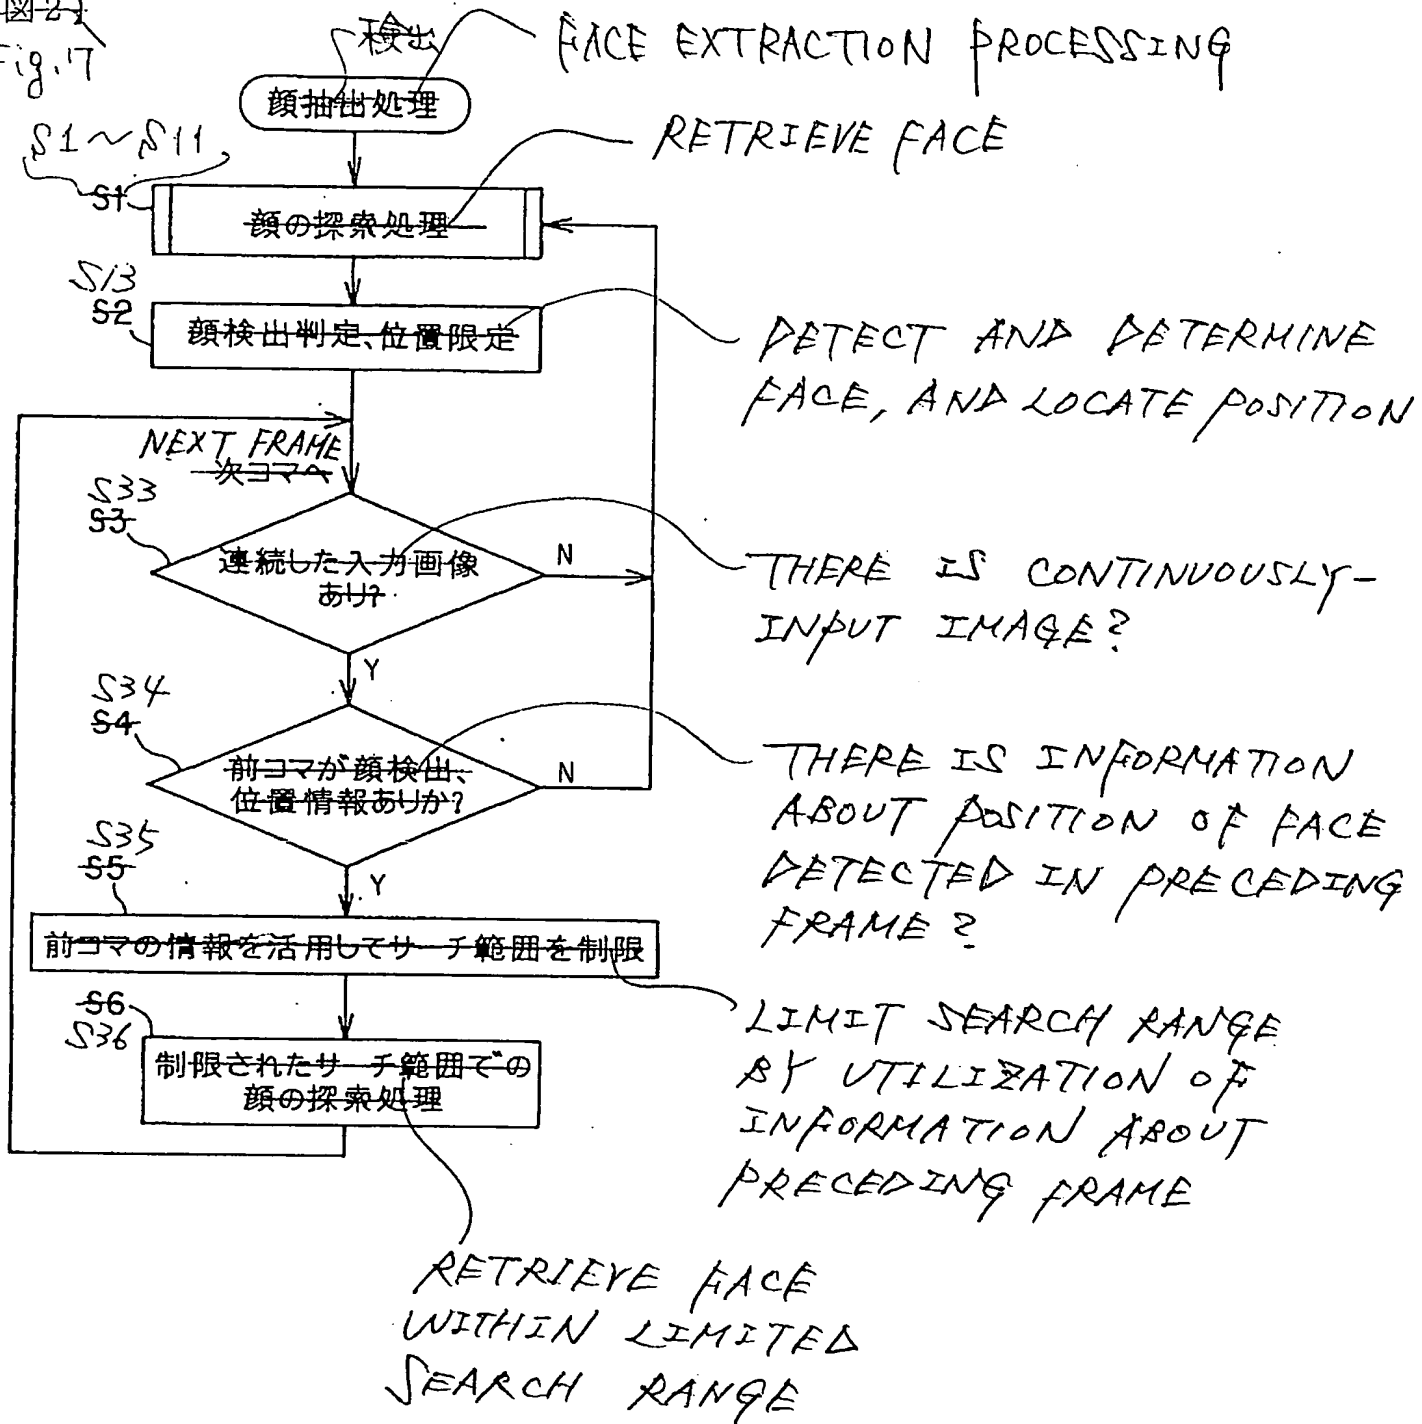 図2
Fig.17
検出
FACE EXTRACTION PROCESSING
顔抽出処理
S1～S11
RETRIEVE FACE
S1
顔の探索処理
S13
S2
顔検出判定、位置限定
DETECT AND DETERMINE
FACE, AND LOCATE POSITION
NEXT FRAME
次コマへ
S33
S3
連続した入力画像
あり?
N
THERE IS CONTINUOUSLY-
INPUT IMAGE?
Y
S34
S4
前コマが顔検出、
位置情報ありか?
N
THERE IS INFORMATION
ABOUT POSITION OF FACE
DETECTED IN PRECEDING
FRAME?
S35
S5
Y
前コマの情報を活用してサーチ範囲を制限
LIMIT SEARCH RANGE
BY UTILIZATION OF
INFORMATION ABOUT
PRECEDING FRAME
S6
S36
制限されたサーチ範囲での
顔の探索処理
RETRIEVE FACE
WITHIN LIMITED
SEARCH RANGE